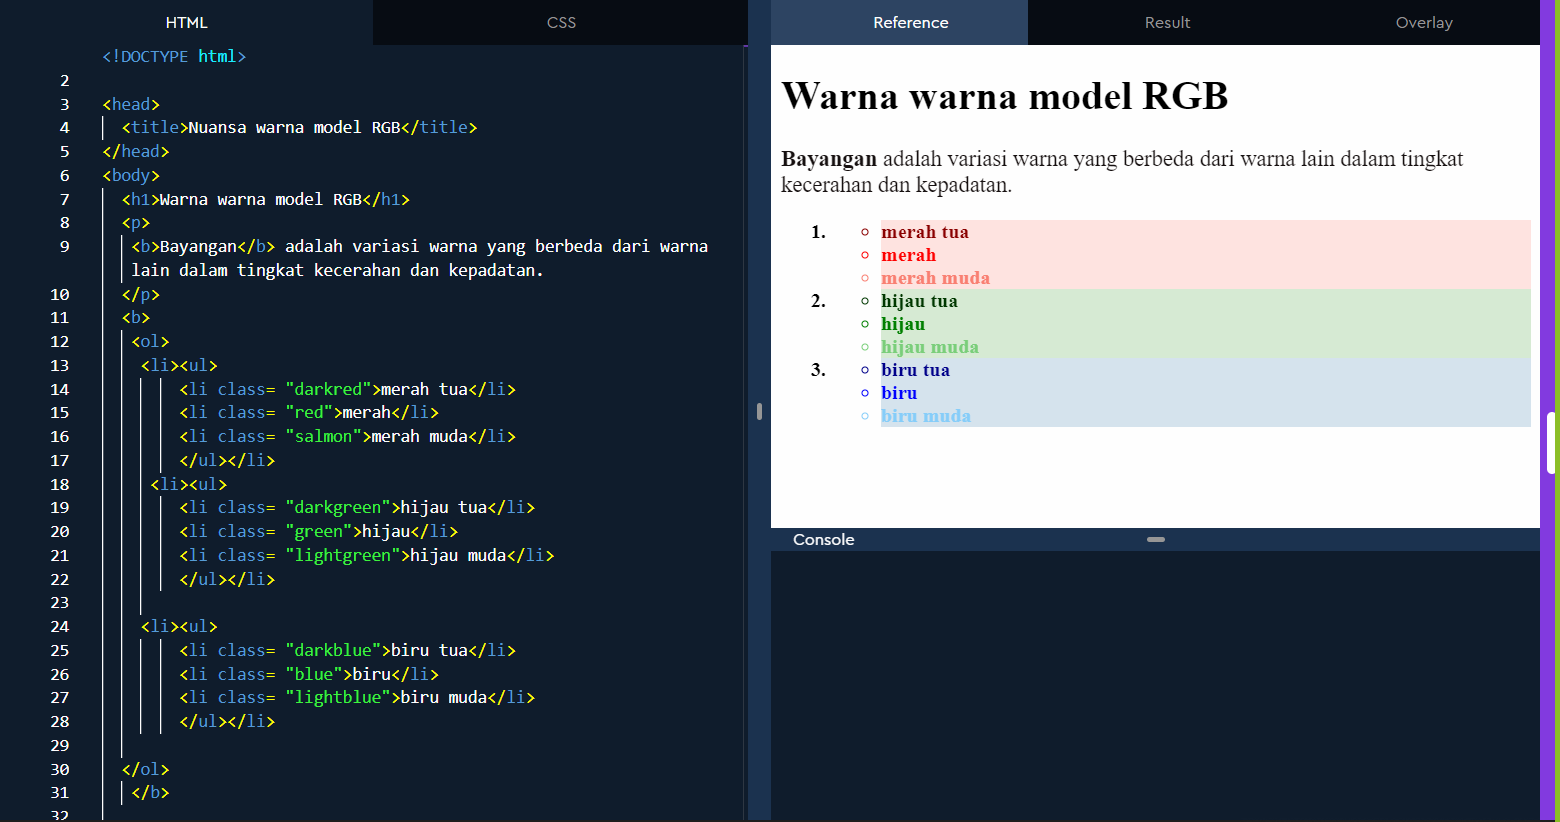 HTML
CSS
<!DOCTYPE html>
2
3 <head>
4 <title>Nuansa warna model RGB</title>
5 </head>
6 <body>
7 <h1>Warna warna model RGB</h1>
8 <p>
9 <b>Bayangan</b> adalah variasi warna yang berbeda dari warna
lain dalam tingkat kecerahan dan kepadatan.
10 </p>
11 <b>
12 <ol>
13 <li><ul>
14 <li class= "darkred">merah tua</li>
15 <li class= "red">merah</li>
16 <li class= "salmon">merah muda</li>
17 </ul></li>
18 <li><ul>
19 <li class= "darkgreen">hijau tua</li>
20 <li class= "green">hijau</li>
21 <li class= "lightgreen">hijau muda</li>
22 </ul></li>
23
24 <li><ul>
25 <li class= "darkblue">biru tua</li>
26 <li class= "blue">biru</li>
27 <li class= "lightblue">biru muda</li>
28 </ul></li>
29
30 </ol>
31 </b>
32
Reference
Result
Overlay
Warna warna model RGB
Bayangan adalah variasi warna yang berbeda dari warna lain dalam tingkat
kecerahan dan kepadatan.
1. merah tua
merah
merah muda
2. hijau tua
hijau
hijau muda
3. biru tua
biru
biru muda
Console